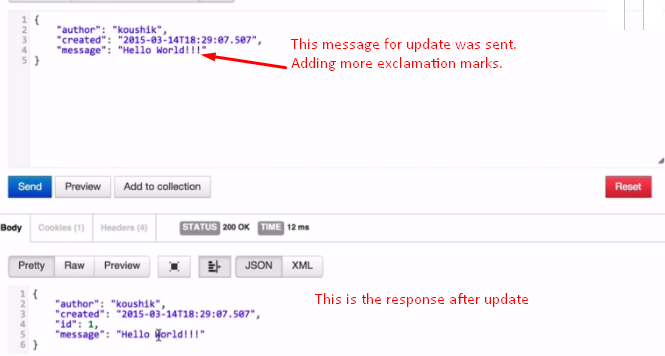 1 {
2 "author": "koushik",
3 "created": "2015-03-14T18:29:07.507",
4 "message": "Hello World!!!"
5 }
This message for update was sent.
Adding more exclamation marks.
Send Preview Add to collection Reset
Body Cookies (1) Headers (4) STATUS 200 OK TIME 12 ms
Pretty Raw Preview JSON XML
1 {
2 "author": "koushik",
3 "created": "2015-03-14T18:29:07.507",
4 "id": 1,
5 "message": "Hello World!!!"
6 }
This is the response after update